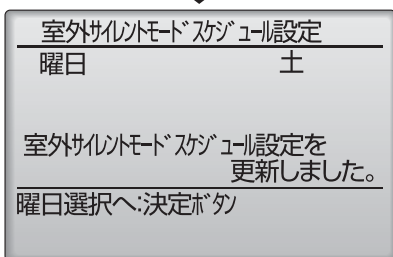 室外ｻｲﾚﾝﾄﾓｰﾄﾞｽｹｼﾞｭｰﾙ設定
曜日 土
室外ｻｲﾚﾝﾄﾓｰﾄﾞｽｹｼﾞｭｰﾙ設定を
更新しました。
曜日選択へ:決定ﾎﾞﾀﾝ